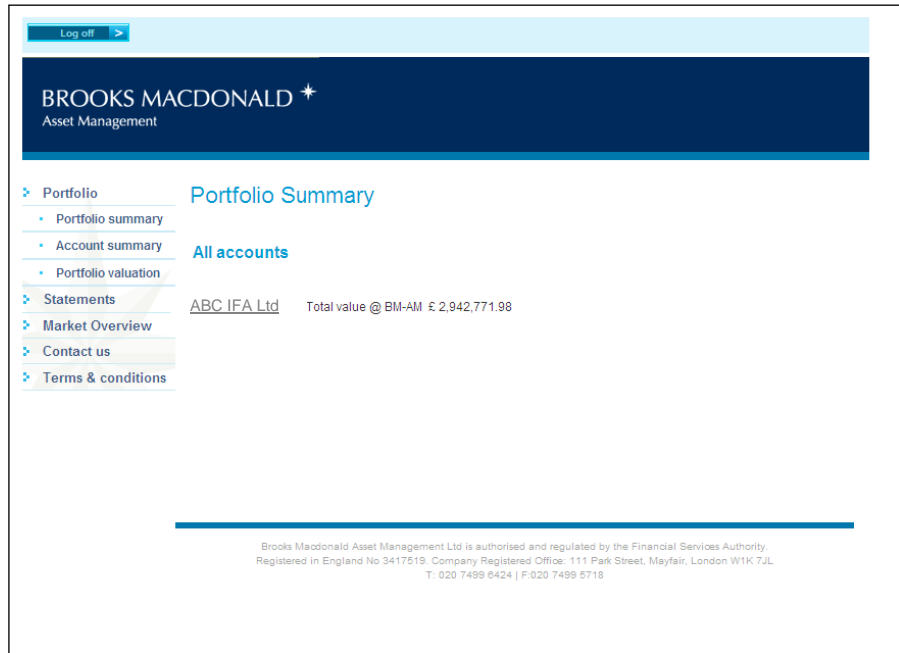 Log off >
BROOKS MACDONALD
Asset Management
Portfolio
Portfolio summary
Account summary
Portfolio valuation
Statements
Market Overview
Contact us
Terms & conditions
Portfolio Summary
All accounts
ABC IFA Ltd Total value @ BM-AM £ 2,942,771.98
Brooks Macdonald Asset Management Ltd is authorised and regulated by the Financial Services Authority.
Registered in England No 3417519. Company Registered Office: 111 Park Street, Mayfair, London W1K 7JL
T: 020 7499 6424 | F:020 7499 5718